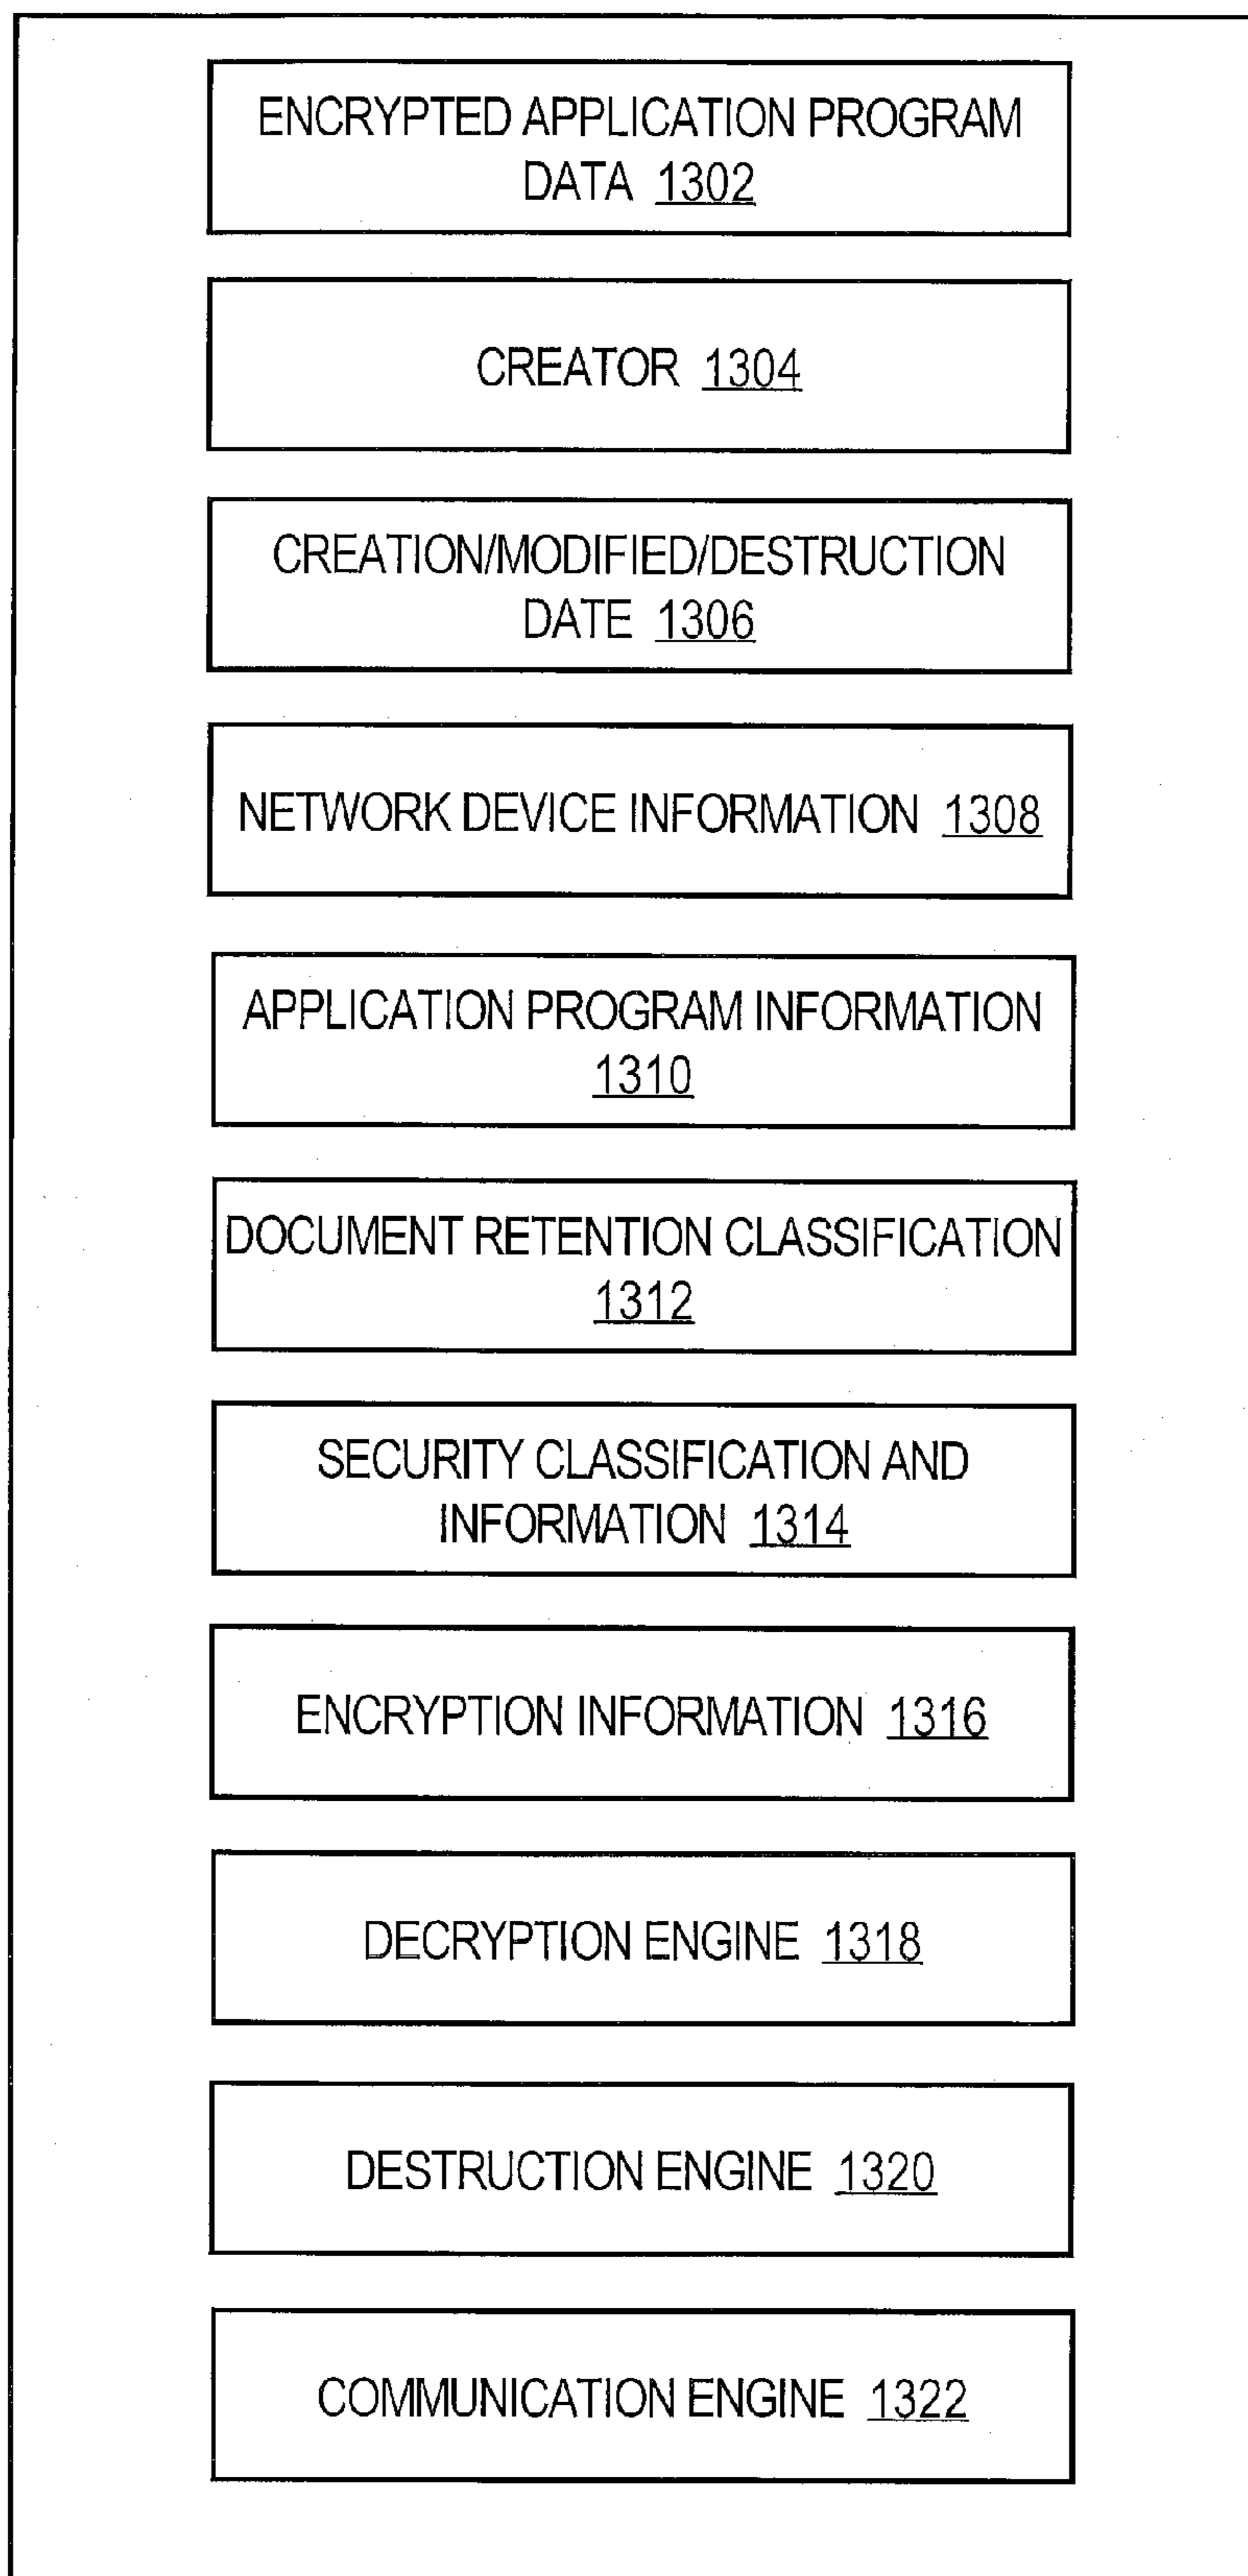 ENCRYPTED APPLICATION PROGRAM
DATA 1302
CREATOR 1304
CREATION/MODIFIED/DESTRUCTION
DATE 1306
NETWORK DEVICE INFORMATION 1308
APPLICATION PROGRAM INFORMATION
1310
DOCUMENT RETENTION CLASSIFICATION
1312
SECURITY CLASSIFICATION AND
INFORMATION 1314
ENCRYPTION INFORMATION 1316
DECRYPTION ENGINE 1318
DESTRUCTION ENGINE 1320
COMMUNICATION ENGINE 1322